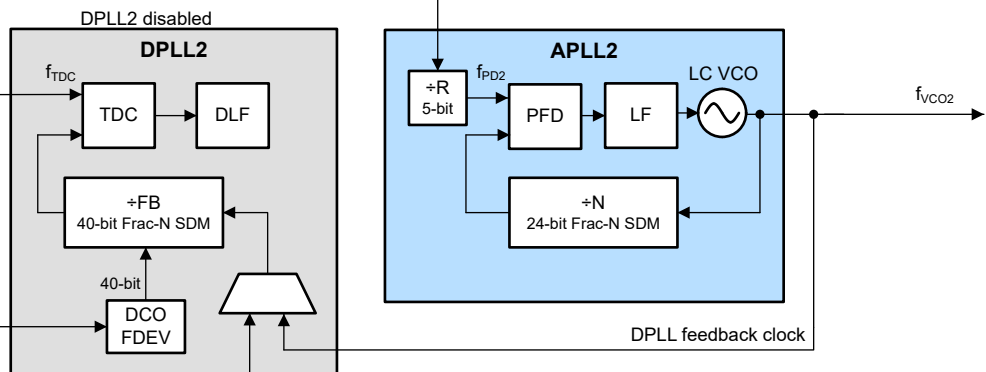 DPLL2 disabled
DPLL2
fTDC
TDC
DLF
÷FB
40-bit Frac-N SDM
40-bit
DCO
FDEV
APLL2
÷R
5-bit
fPD2
PFD
LF
LC VCO
÷N
24-bit Frac-N SDM
fVCO2
DPLL feedback clock